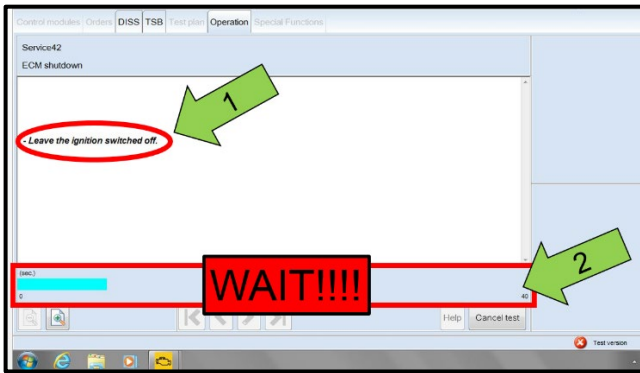 Control modules Orders DISS TSB Test plan Operation Special Functions
Service42
ECM shutdown
1
- Leave the ignition switched off.
2
(sec.)
WAIT!!!!
0 40
Help Cancel test
Test version